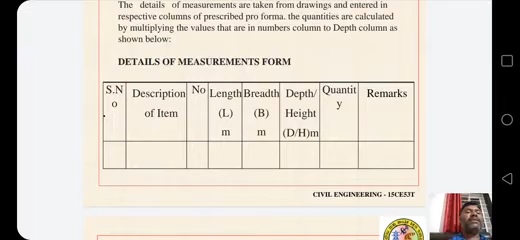 The details of measurements are taken from drawings and entered in
respective columns of prescribed pro forma. the quantities are calculated
by multiplying the values that are in numbers column to Depth column as
shown below:
DETAILS OF MEASUREMENTS FORM
S.N
o
.
Description
of Item
No
Length
(L)
m
Breadth
(B)
m
Depth/
Height
(D/H)m
Quantit
y
Remarks
CIVIL ENGINEERING - 15CE53T